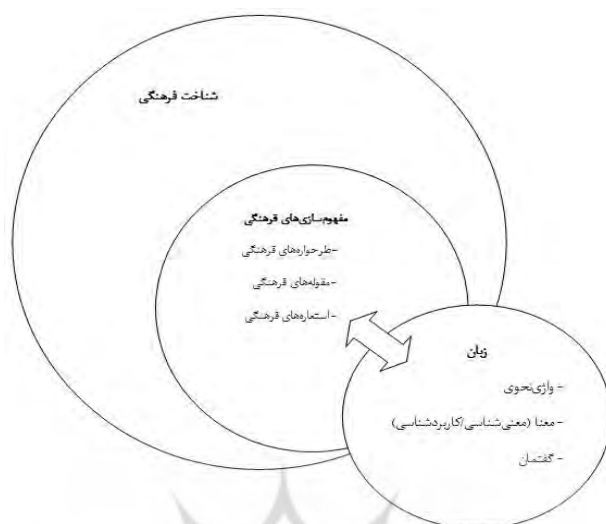 شناخت فرهنگی
مفهوم‌سازی‌های فرهنگی
-طرحواره‌های فرهنگی
-مقوله‌های فرهنگی
-استعاره‌های فرهنگی
زبان
- واژی‌نحوی
- معنا (معنی‌شناسی/کاربردشناسی)
- گفتمان